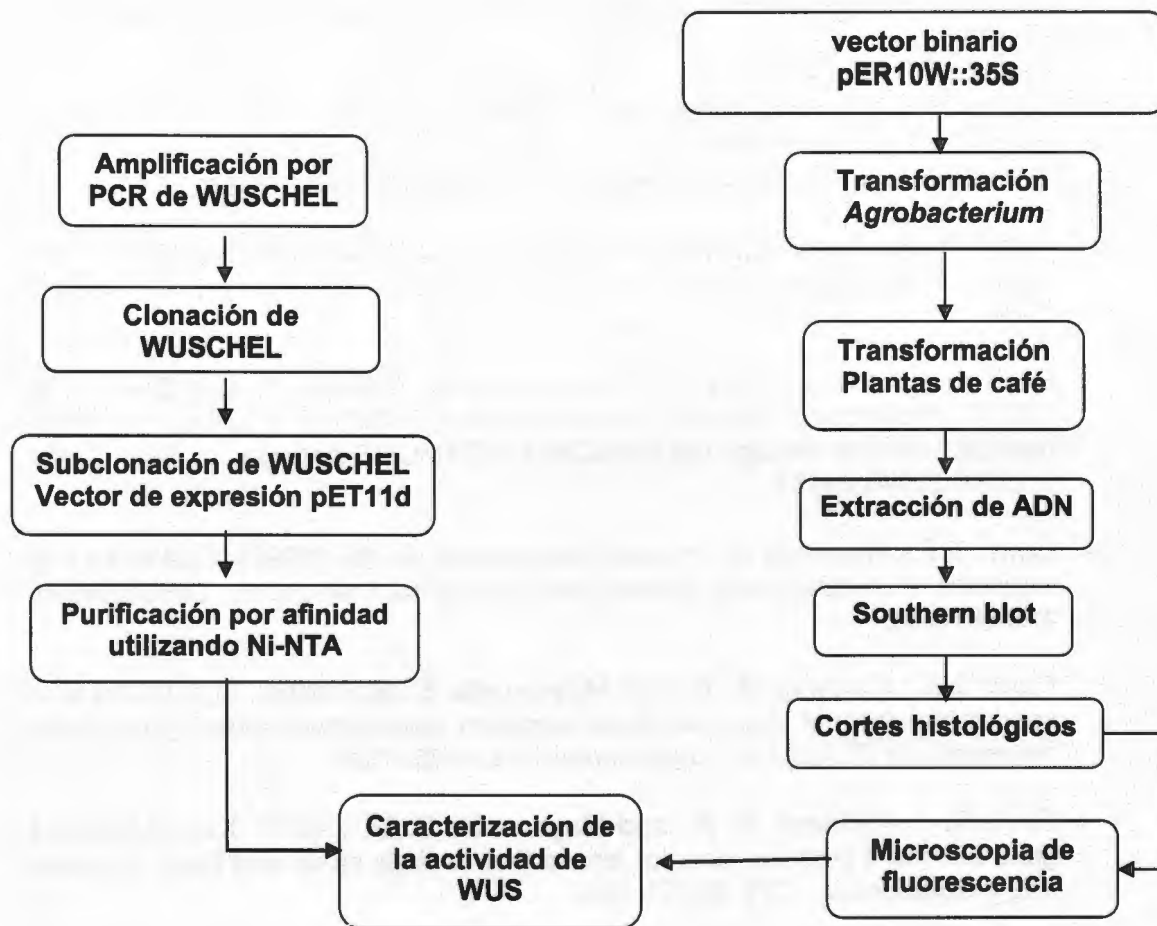 vector binario
pER10W::35S
Amplificación por
PCR de WUSCHEL
Transformación
Agrobacterium
Clonación de
WUSCHEL
Transformación
Plantas de café
Subclonación de WUSCHEL
Vector de expresión pET11d
Extracción de ADN
Purificación por afinidad
utilizando Ni-NTA
Southern blot
Cortes histológicos
Caracterización de
la actividad de
WUS
Microscopia de
fluorescencia